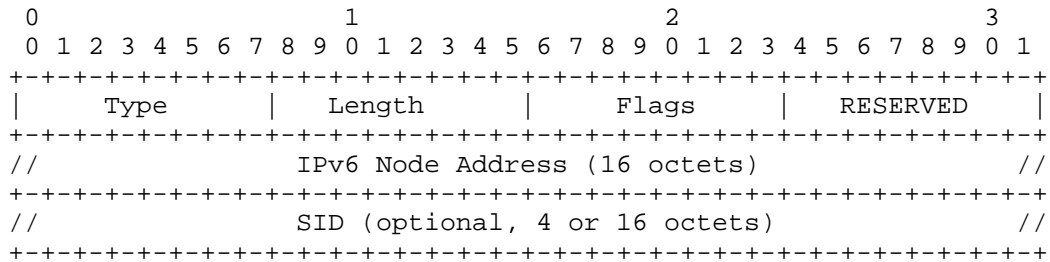 0                   1                   2                   3
 0 1 2 3 4 5 6 7 8 9 0 1 2 3 4 5 6 7 8 9 0 1 2 3 4 5 6 7 8 9 0 1
+-+-+-+-+-+-+-+-+-+-+-+-+-+-+-+-+-+-+-+-+-+-+-+-+-+-+-+-+-+-+-+-+
|     Type      |   Length      |     Flags     |   RESERVED    |
+-+-+-+-+-+-+-+-+-+-+-+-+-+-+-+-+-+-+-+-+-+-+-+-+-+-+-+-+-+-+-+-+
//                IPv6 Node Address (16 octets)                //
+-+-+-+-+-+-+-+-+-+-+-+-+-+-+-+-+-+-+-+-+-+-+-+-+-+-+-+-+-+-+-+-+
//                SID (optional, 4 or 16 octets)               //
+-+-+-+-+-+-+-+-+-+-+-+-+-+-+-+-+-+-+-+-+-+-+-+-+-+-+-+-+-+-+-+-+